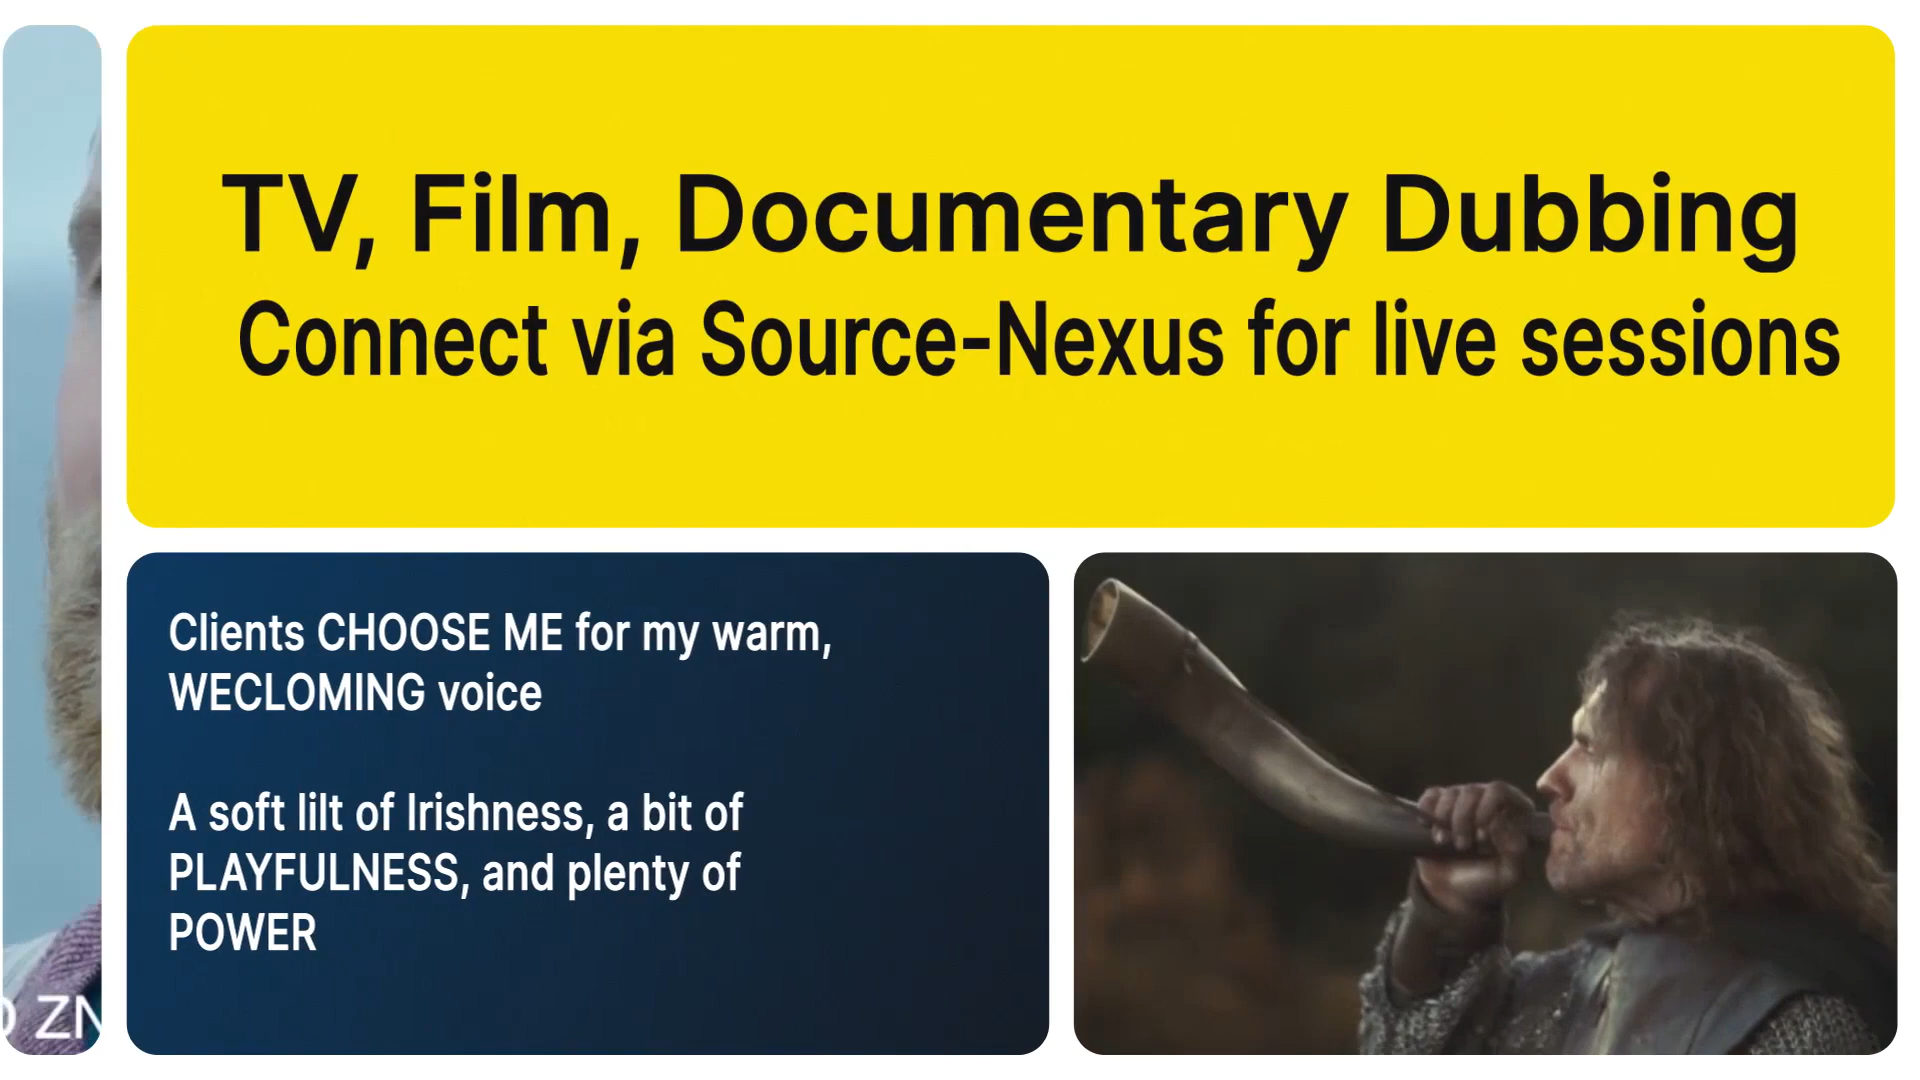 TV, Film, Documentary Dubbing
Connect via Source-Nexus for live sessions
Clients CHOOSE ME for my warm,
WECLOMING voice
A soft lilt of Irishness, a bit of
PLAYFULNESS, and plenty of
POWER